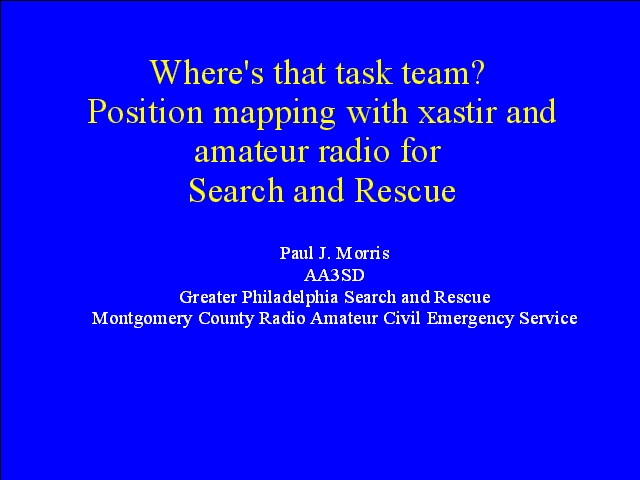 Where's that task team?
Position mapping with xastir and
amateur radio for
Search and Rescue
Paul J. Morris
AA3SD
Greater Philadelphia Search and Rescue
Montgomery County Radio Amateur Civil Emergency Service